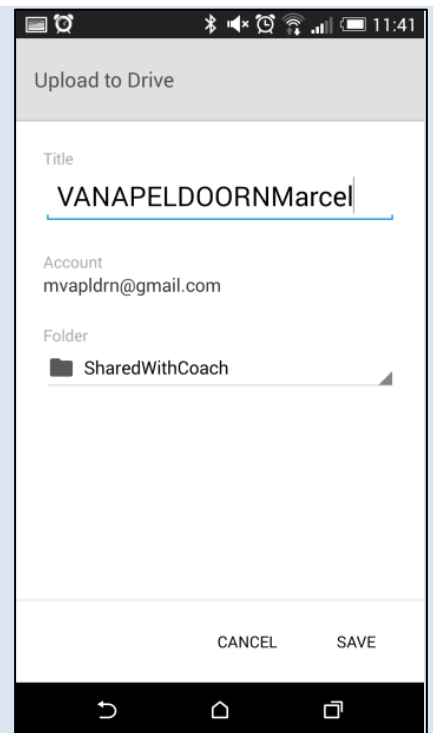 11:41
Upload to Drive
Title
VANAPELDOORNMarcel
Account
mvapldrn@gmail.com
Folder
SharedWithCoach
CANCEL SAVE